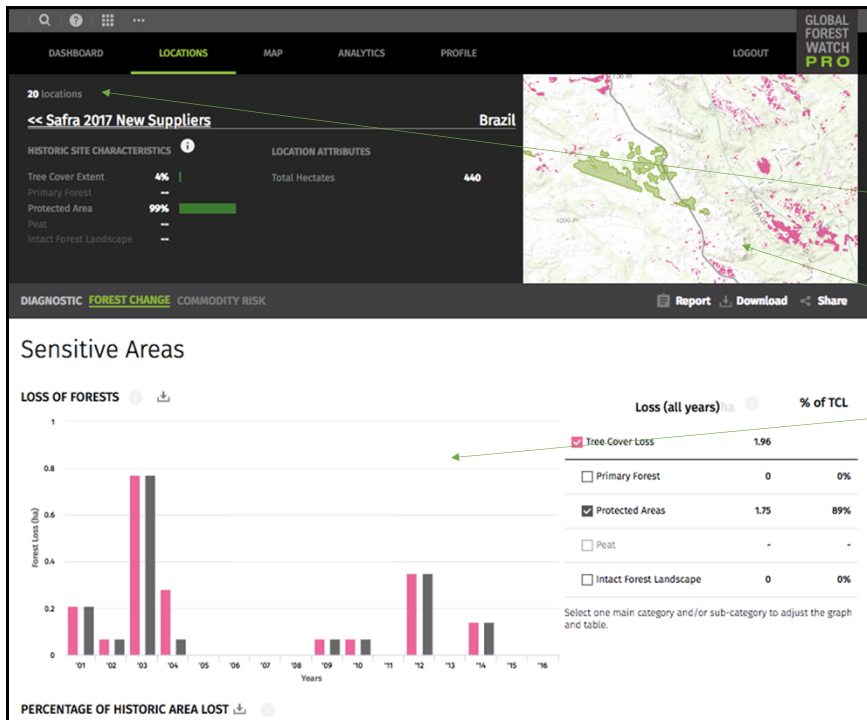 GLOBAL
FOREST
WATCH
PRO
DASHBOARD LOCATIONS MAP ANALYTICS PROFILE LOGOUT
20 locations
<< Safra 2017 New Suppliers Brazil
HISTORIC SITE CHARACTERISTICS i LOCATION ATTRIBUTES
Tree Cover Extent 4% Total Hectates 440
Primary Forest --
Protected Area 99%
Peat --
Intact Forest Landscape --
DIAGNOSTIC FOREST CHANGE COMMODITY RISK Report Download Share
Sensitive Areas
LOSS OF FORESTS
Loss (all years) ha % of TCL
Tree Cover Loss 1.96
Primary Forest 0 0%
Protected Areas 1.75 89%
Peat - -
Intact Forest Landscape 0 0%
Select one main category and/or sub-category to adjust the graph
and table.
1
0.8
0.6
0.4
0.2
0
Forest Loss (ha)
'01 '02 '03 '04 '05 '06 '07 '08 '09 '10 '11 '12 '13 '14 '15 '16
Years
PERCENTAGE OF HISTORIC AREA LOST